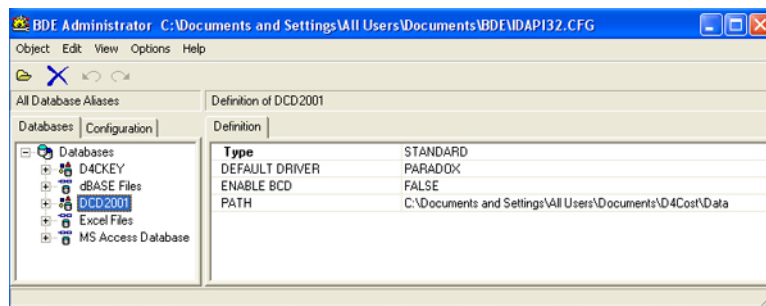 BDE Administrator C:\Documents and Settings\All Users\Documents\BDE\IDAPI32.CFG
Object Edit View Options Help
All Database Aliases
Definition of DCD2001
Databases Configuration
Definition
Databases
D4CKEY
dBASE Files
DCD2001
Excel Files
MS Access Database
Type STANDARD
DEFAULT DRIVER PARADOX
ENABLE BCD FALSE
PATH C:\Documents and Settings\All Users\Documents\D4Cost\Data